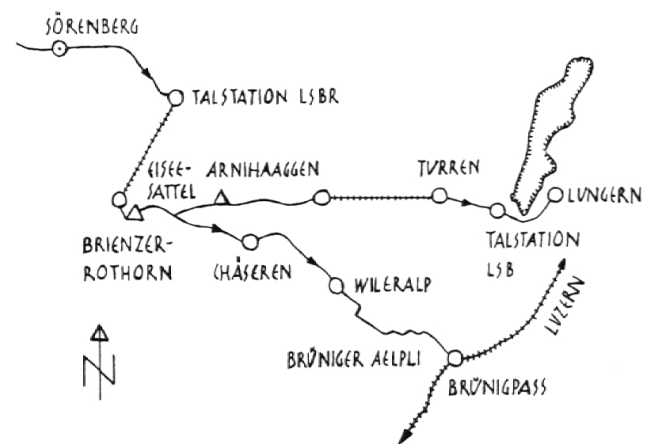 SÖRENBERG
TALSTATION LSBR
EISEE-
SATTEL
ARNIHAAGGEN
TURREN
LUNGERN
BRIENZER-
ROTHORN
TALSTATION
LSB
CHÄSEREN
WILERALP
LUZERN
N
BRÜNIGER AELPLI
BRÜNIGPASS